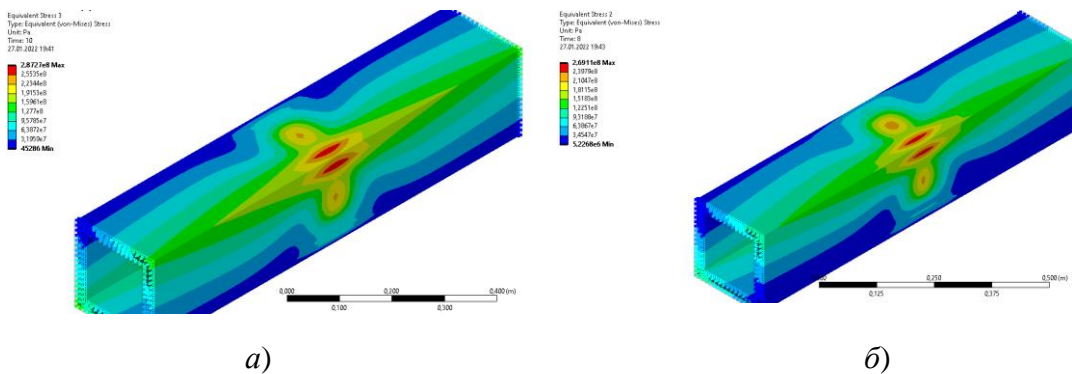 Equivalent Stress 3
Type: Equivalent (von-Mises) Stress
Unit: Pa
Time: 10
27.01.2022 19:41
2,8727e8 Max
2,5535e8
2,2344e8
1,9153e8
1,5961e8
1,277e8
9,5785e7
6,3872e7
3,1959e7
45286 Min
0,000
0,200
0,400 (m)
0,100
0,300
а)
Equivalent Stress 2
Type: Equivalent (von-Mises) Stress
Unit: Pa
Time: 8
27.01.2022 19:43
2,6911e8 Max
2,3979e8
2,1047e8
1,8115e8
1,5183e8
1,2251e8
9,3188e7
6,3867e7
3,4547e7
5,2268e6 Min
0,250
0,500 (m)
0,125
0,375
б)